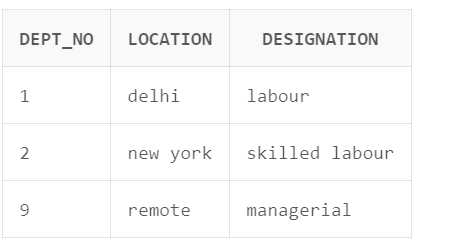 DEPT_NO LOCATION DESIGNATION
1 delhi labour
2 new york skilled labour
9 remote managerial